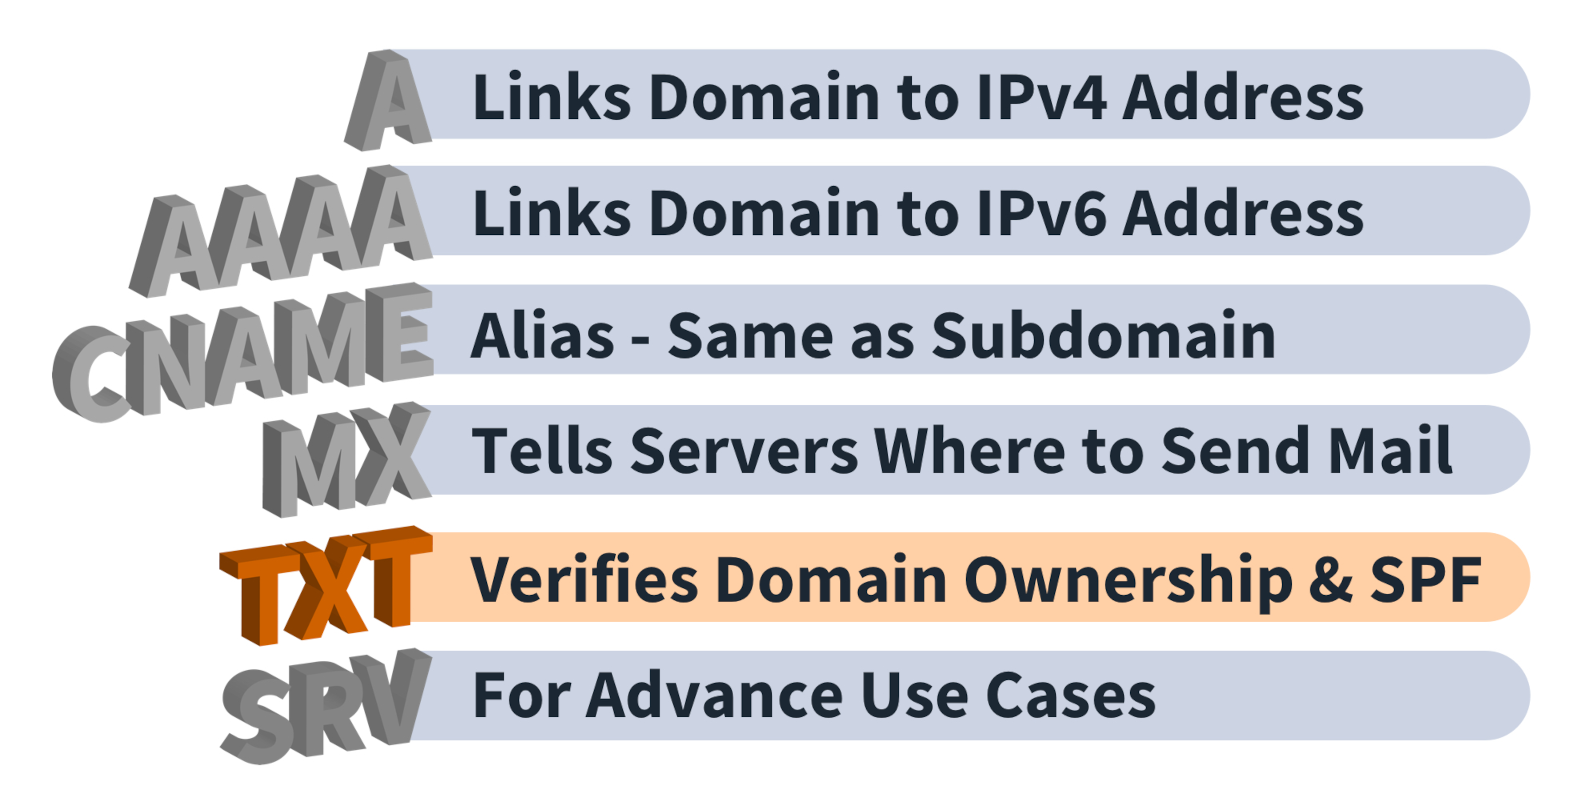 A Links Domain to IPv4 Address
AAAA Links Domain to IPv6 Address
CNAME Alias - Same as Subdomain
MX Tells Servers Where to Send Mail
TXT Verifies Domain Ownership & SPF
SRV For Advance Use Cases